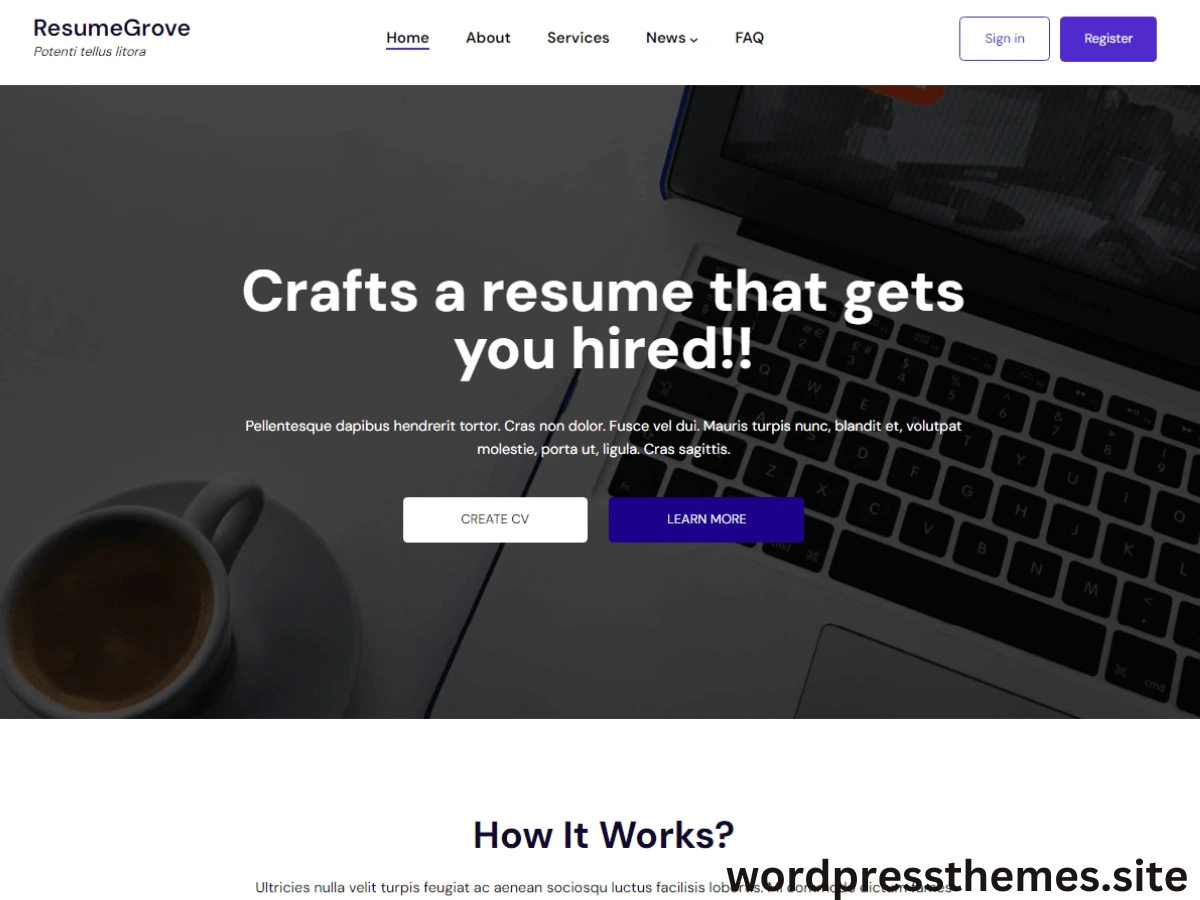 ResumeGrove
Potenti tellus litora
Home About Services News FAQ
Sign in Register
Crafts a resume that gets
you hired!!
Pellentesque dapibus hendrerit tortor. Cras non dolor. Fusce vel dui. Mauris turpis nunc, blandit et, volutpat
molestie, porta ut, ligula. Cras sagittis.
CREATE CV LEARN MORE
How It Works?
Ultricies nulla velit turpis feugiat ac aenean sociosqu luctus facilisis
wordpressthemes.site